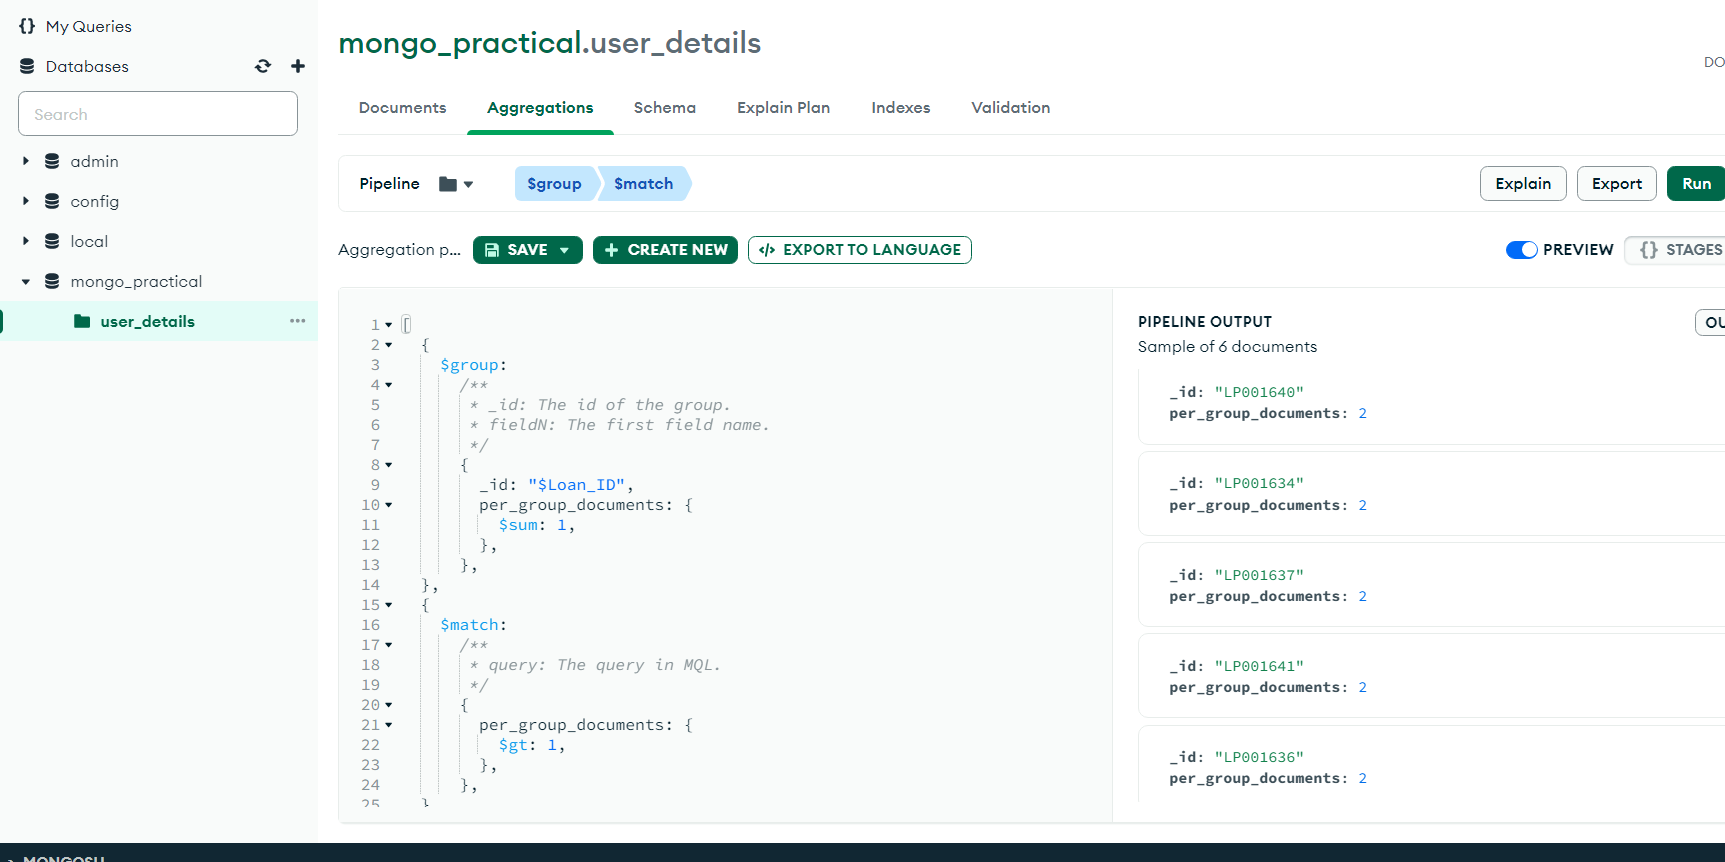 {} My Queries
Databases
Search
admin
config
local
mongo_practical
user_details
mongo_practical.user_details
DO
Documents Aggregations Schema Explain Plan Indexes Validation
Pipeline $group $match Explain Export Run
Aggregation p... SAVE + CREATE NEW </> EXPORT TO LANGUAGE PREVIEW {} STAGES
1 [
2 {
3 $group:
4 /**
5 * _id: The id of the group.
6 * fieldN: The first field name.
7 */
8 {
9 _id: "$Loan_ID",
10 per_group_documents: {
11 $sum: 1,
12 },
13 },
14 },
15 {
16 $match:
17 /**
18 * query: The query in MQL.
19 */
20 {
21 per_group_documents: {
22 $gt: 1,
23 },
24 },
25 }
PIPELINE OUTPUT
OU
Sample of 6 documents
_id: "LP001640"
per_group_documents: 2
_id: "LP001634"
per_group_documents: 2
_id: "LP001637"
per_group_documents: 2
_id: "LP001641"
per_group_documents: 2
_id: "LP001636"
per_group_documents: 2
>_MONGOSH